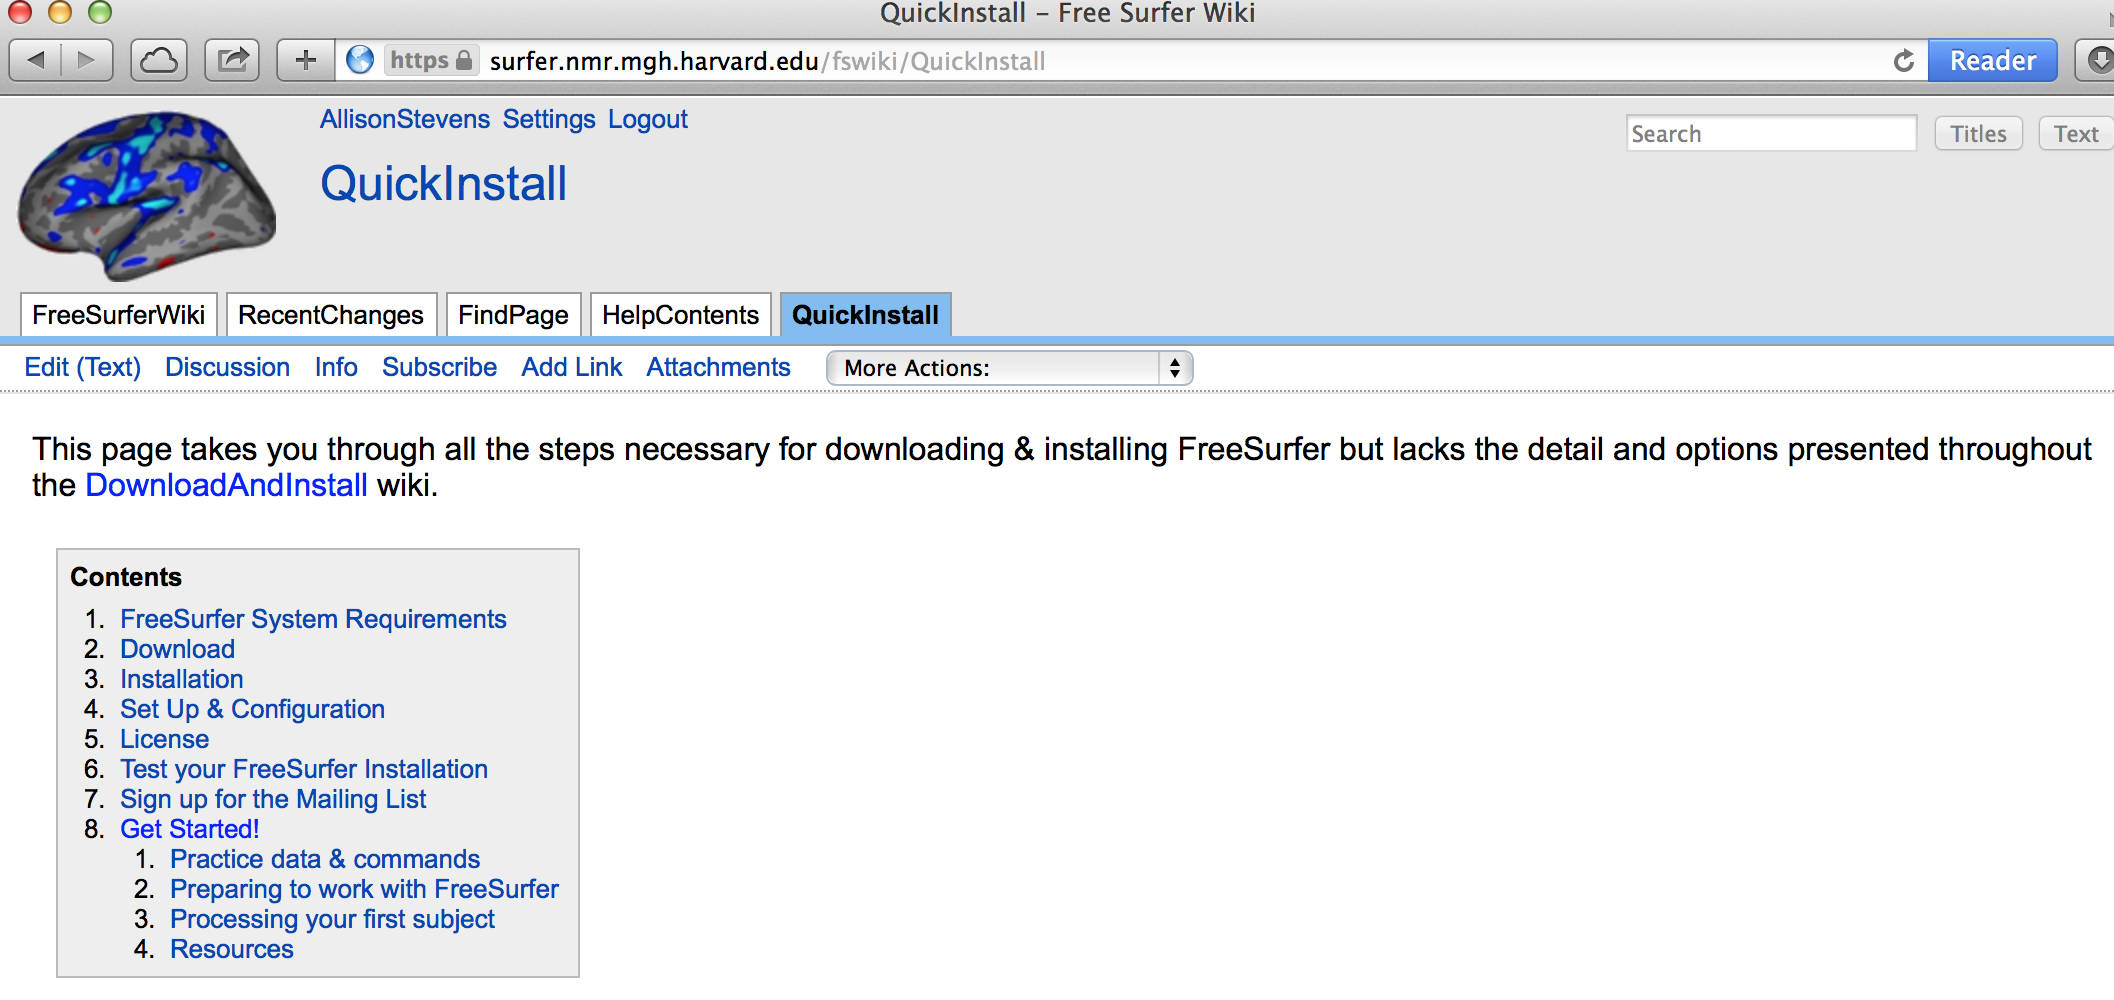 QuickInstall – Free Surfer Wiki
https surfer.nmr.mgh.harvard.edu/fswiki/QuickInstall Reader
AllisonStevens Settings Logout
Search Titles Text
QuickInstall
FreeSurferWiki RecentChanges FindPage HelpContents QuickInstall
Edit (Text) Discussion Info Subscribe Add Link Attachments More Actions:
This page takes you through all the steps necessary for downloading & installing FreeSurfer but lacks the detail and options presented throughout
the DownloadAndInstall wiki.
Contents
1. FreeSurfer System Requirements
2. Download
3. Installation
4. Set Up & Configuration
5. License
6. Test your FreeSurfer Installation
7. Sign up for the Mailing List
8. Get Started!
1. Practice data & commands
2. Preparing to work with FreeSurfer
3. Processing your first subject
4. Resources